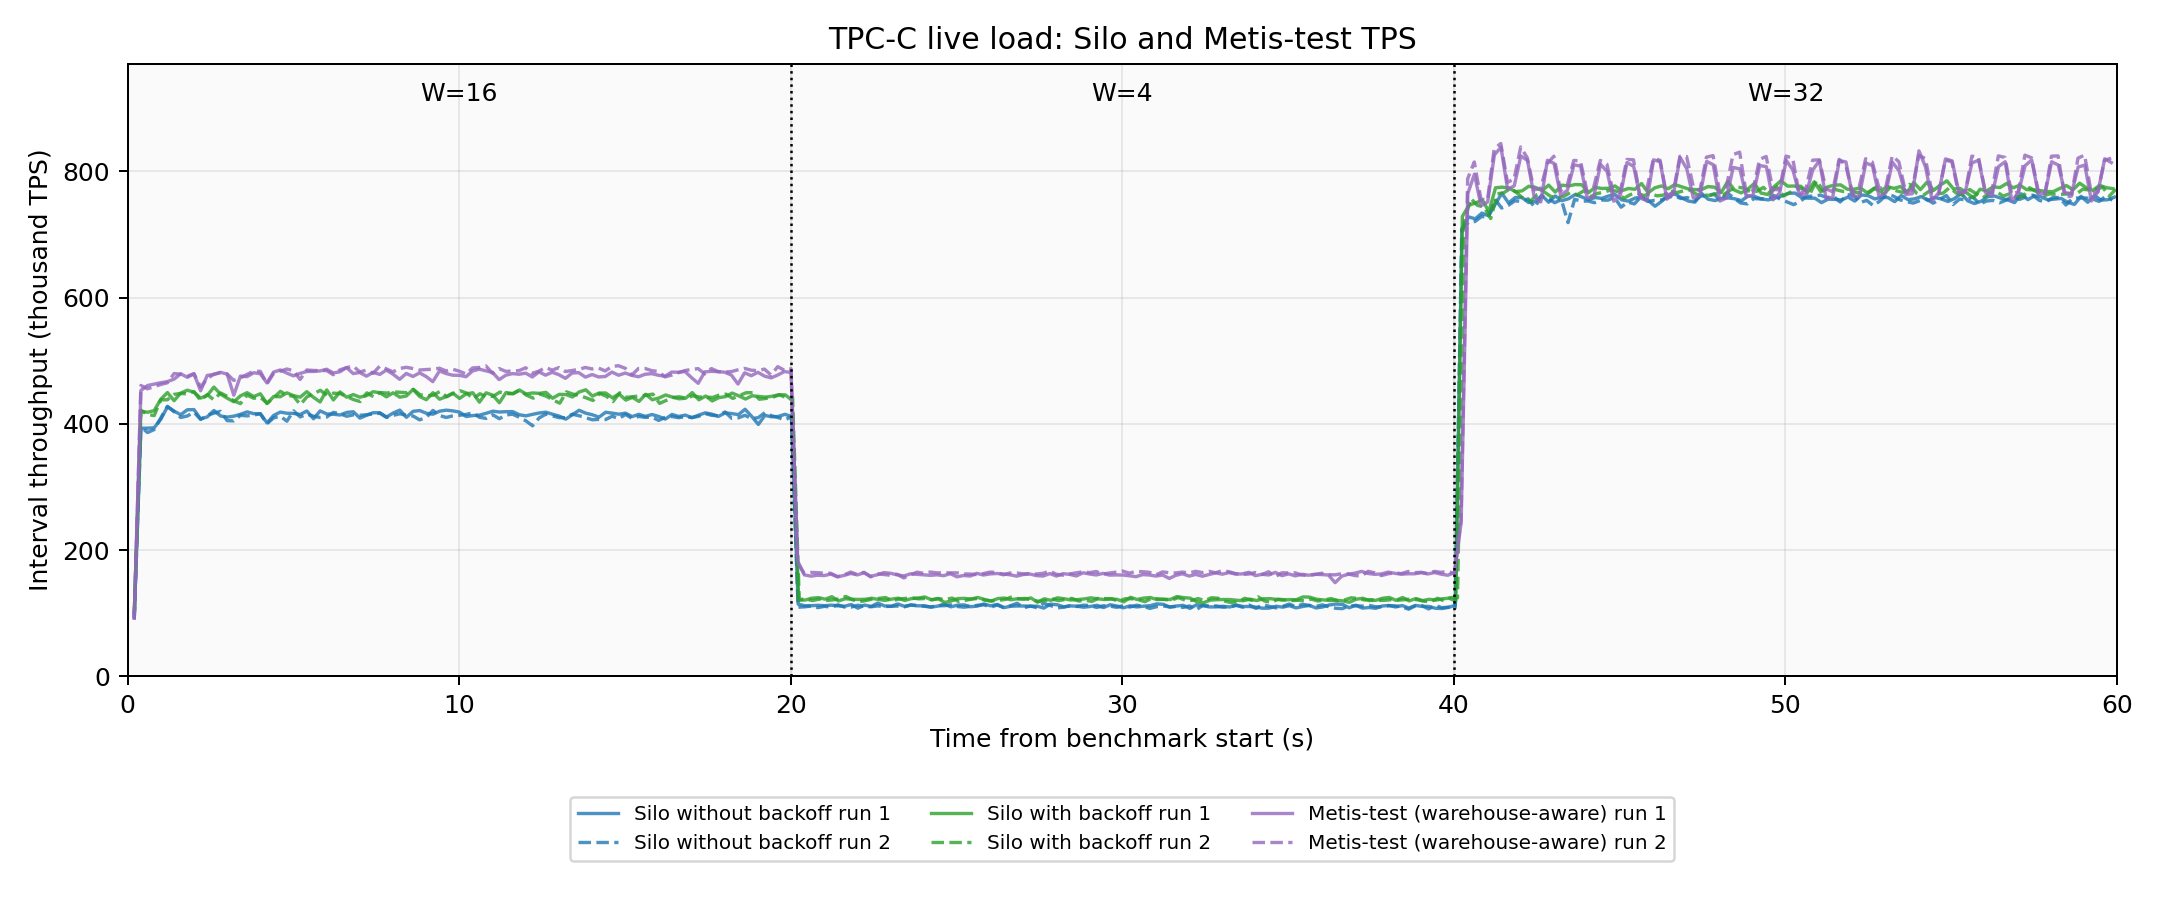 TPC-C live load: Silo and Metis-test TPS
W=16
W=4
W=32
Interval throughput (thousand TPS)
800
600
400
200
0
0
10
20
30
40
50
60
Time from benchmark start (s)
Silo without backoff run 1
Silo without backoff run 2
Silo with backoff run 1
Silo with backoff run 2
Metis-test (warehouse-aware) run 1
Metis-test (warehouse-aware) run 2